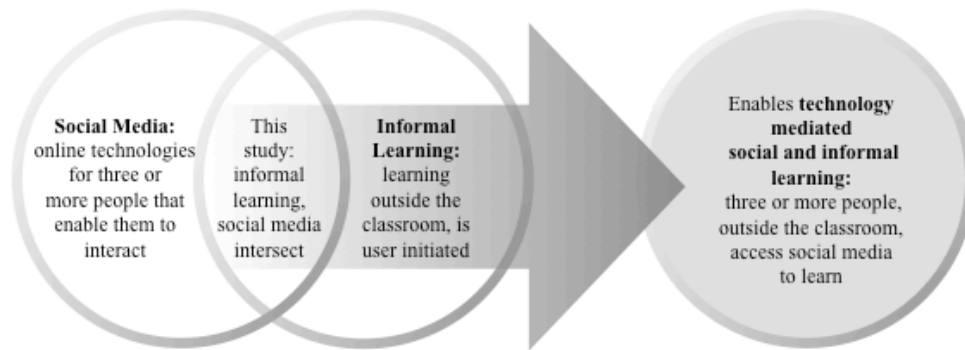 Social Media:
online technologies
for three or
more people that
enable them to
interact
This
study:
informal
learning,
social media
intersect
Informal
Learning:
learning
outside the
classroom, is
user initiated
Enables technology
mediated
social and informal
learning:
three or more people,
outside the classroom,
access social media
to learn